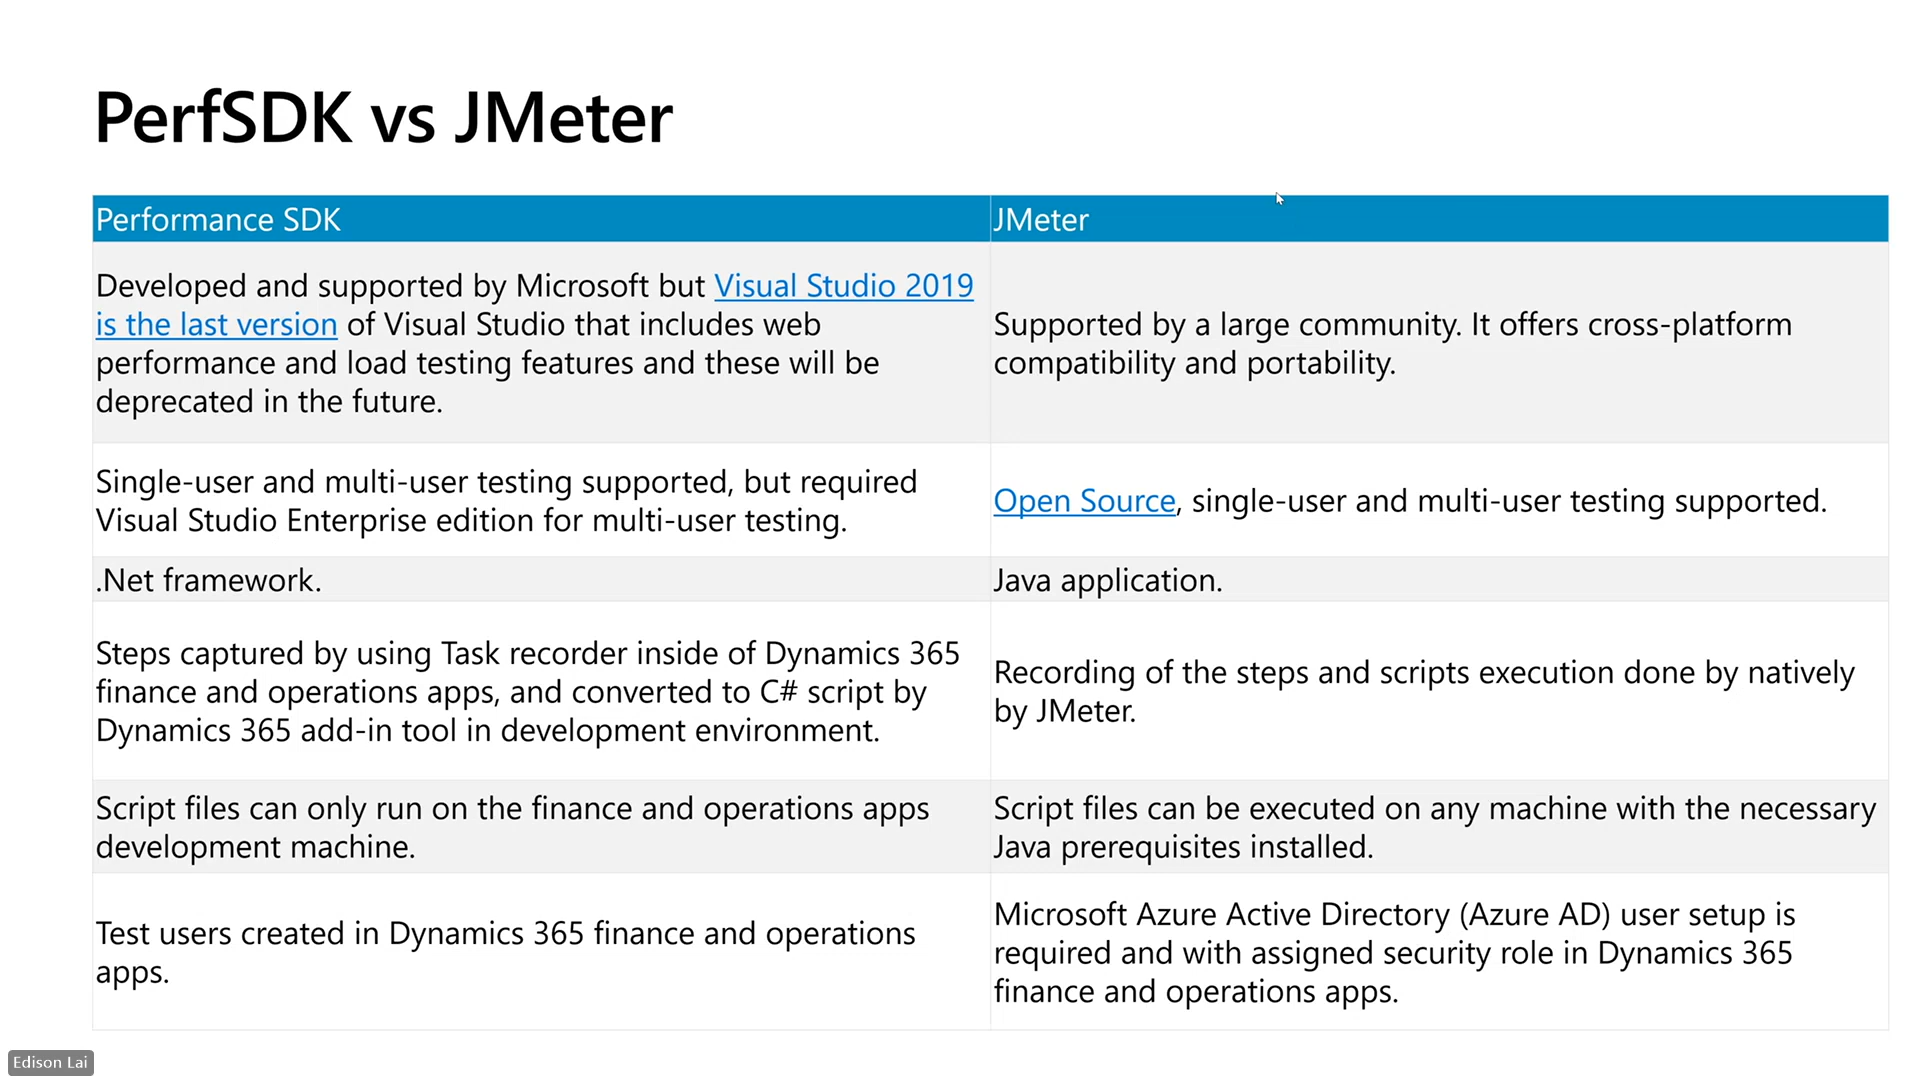 PerfSDK vs JMeter
Performance SDK
JMeter
Developed and supported by Microsoft but Visual Studio 2019
is the last version of Visual Studio that includes web
performance and load testing features and these will be
deprecated in the future.
Supported by a large community. It offers cross-platform
compatibility and portability.
Single-user and multi-user testing supported, but required
Visual Studio Enterprise edition for multi-user testing.
Open Source, single-user and multi-user testing supported.
.Net framework.
Java application.
Steps captured by using Task recorder inside of Dynamics 365
finance and operations apps, and converted to C# script by
Dynamics 365 add-in tool in development environment.
Recording of the steps and scripts execution done by natively
by JMeter.
Script files can only run on the finance and operations apps
development machine.
Script files can be executed on any machine with the necessary
Java prerequisites installed.
Test users created in Dynamics 365 finance and operations
apps.
Microsoft Azure Active Directory (Azure AD) user setup is
required and with assigned security role in Dynamics 365
finance and operations apps.
Edison Lai